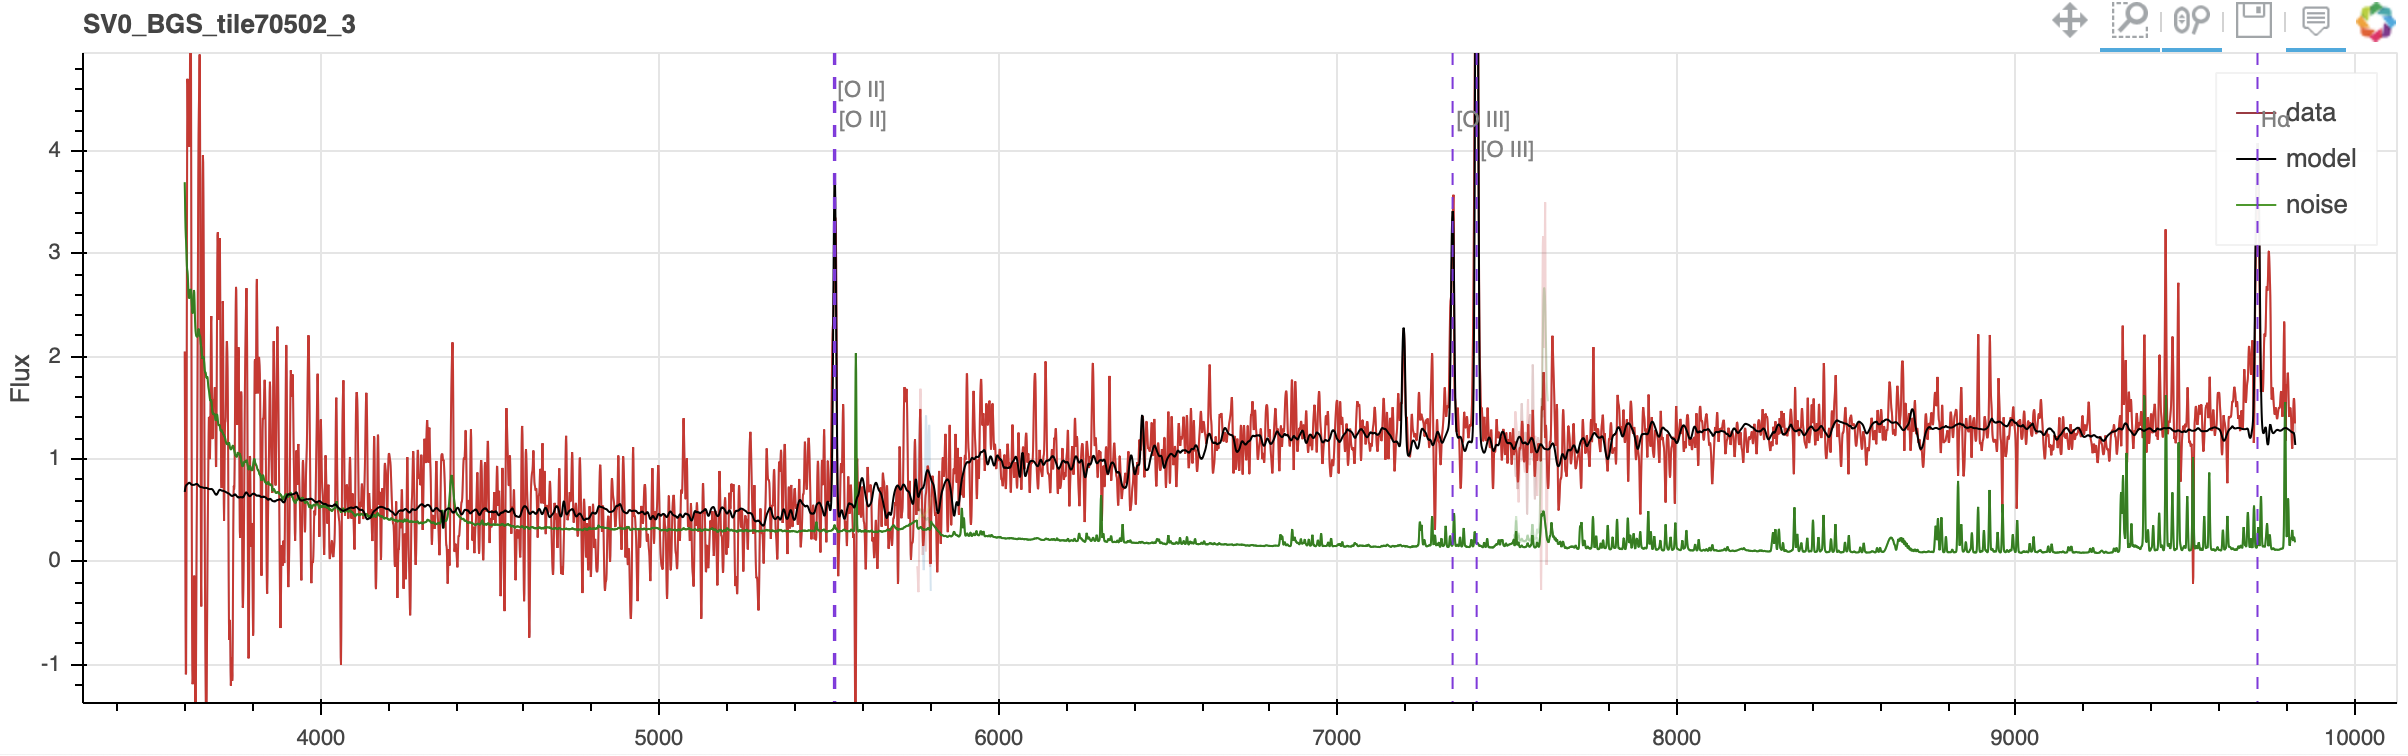 SV0_BGS_tile70502_3
[O II]
[O II]
[O III]
[O III]
Hα
data
model
noise
Flux
4
3
2
1
0
-1
4000
5000
6000
7000
8000
9000
10000